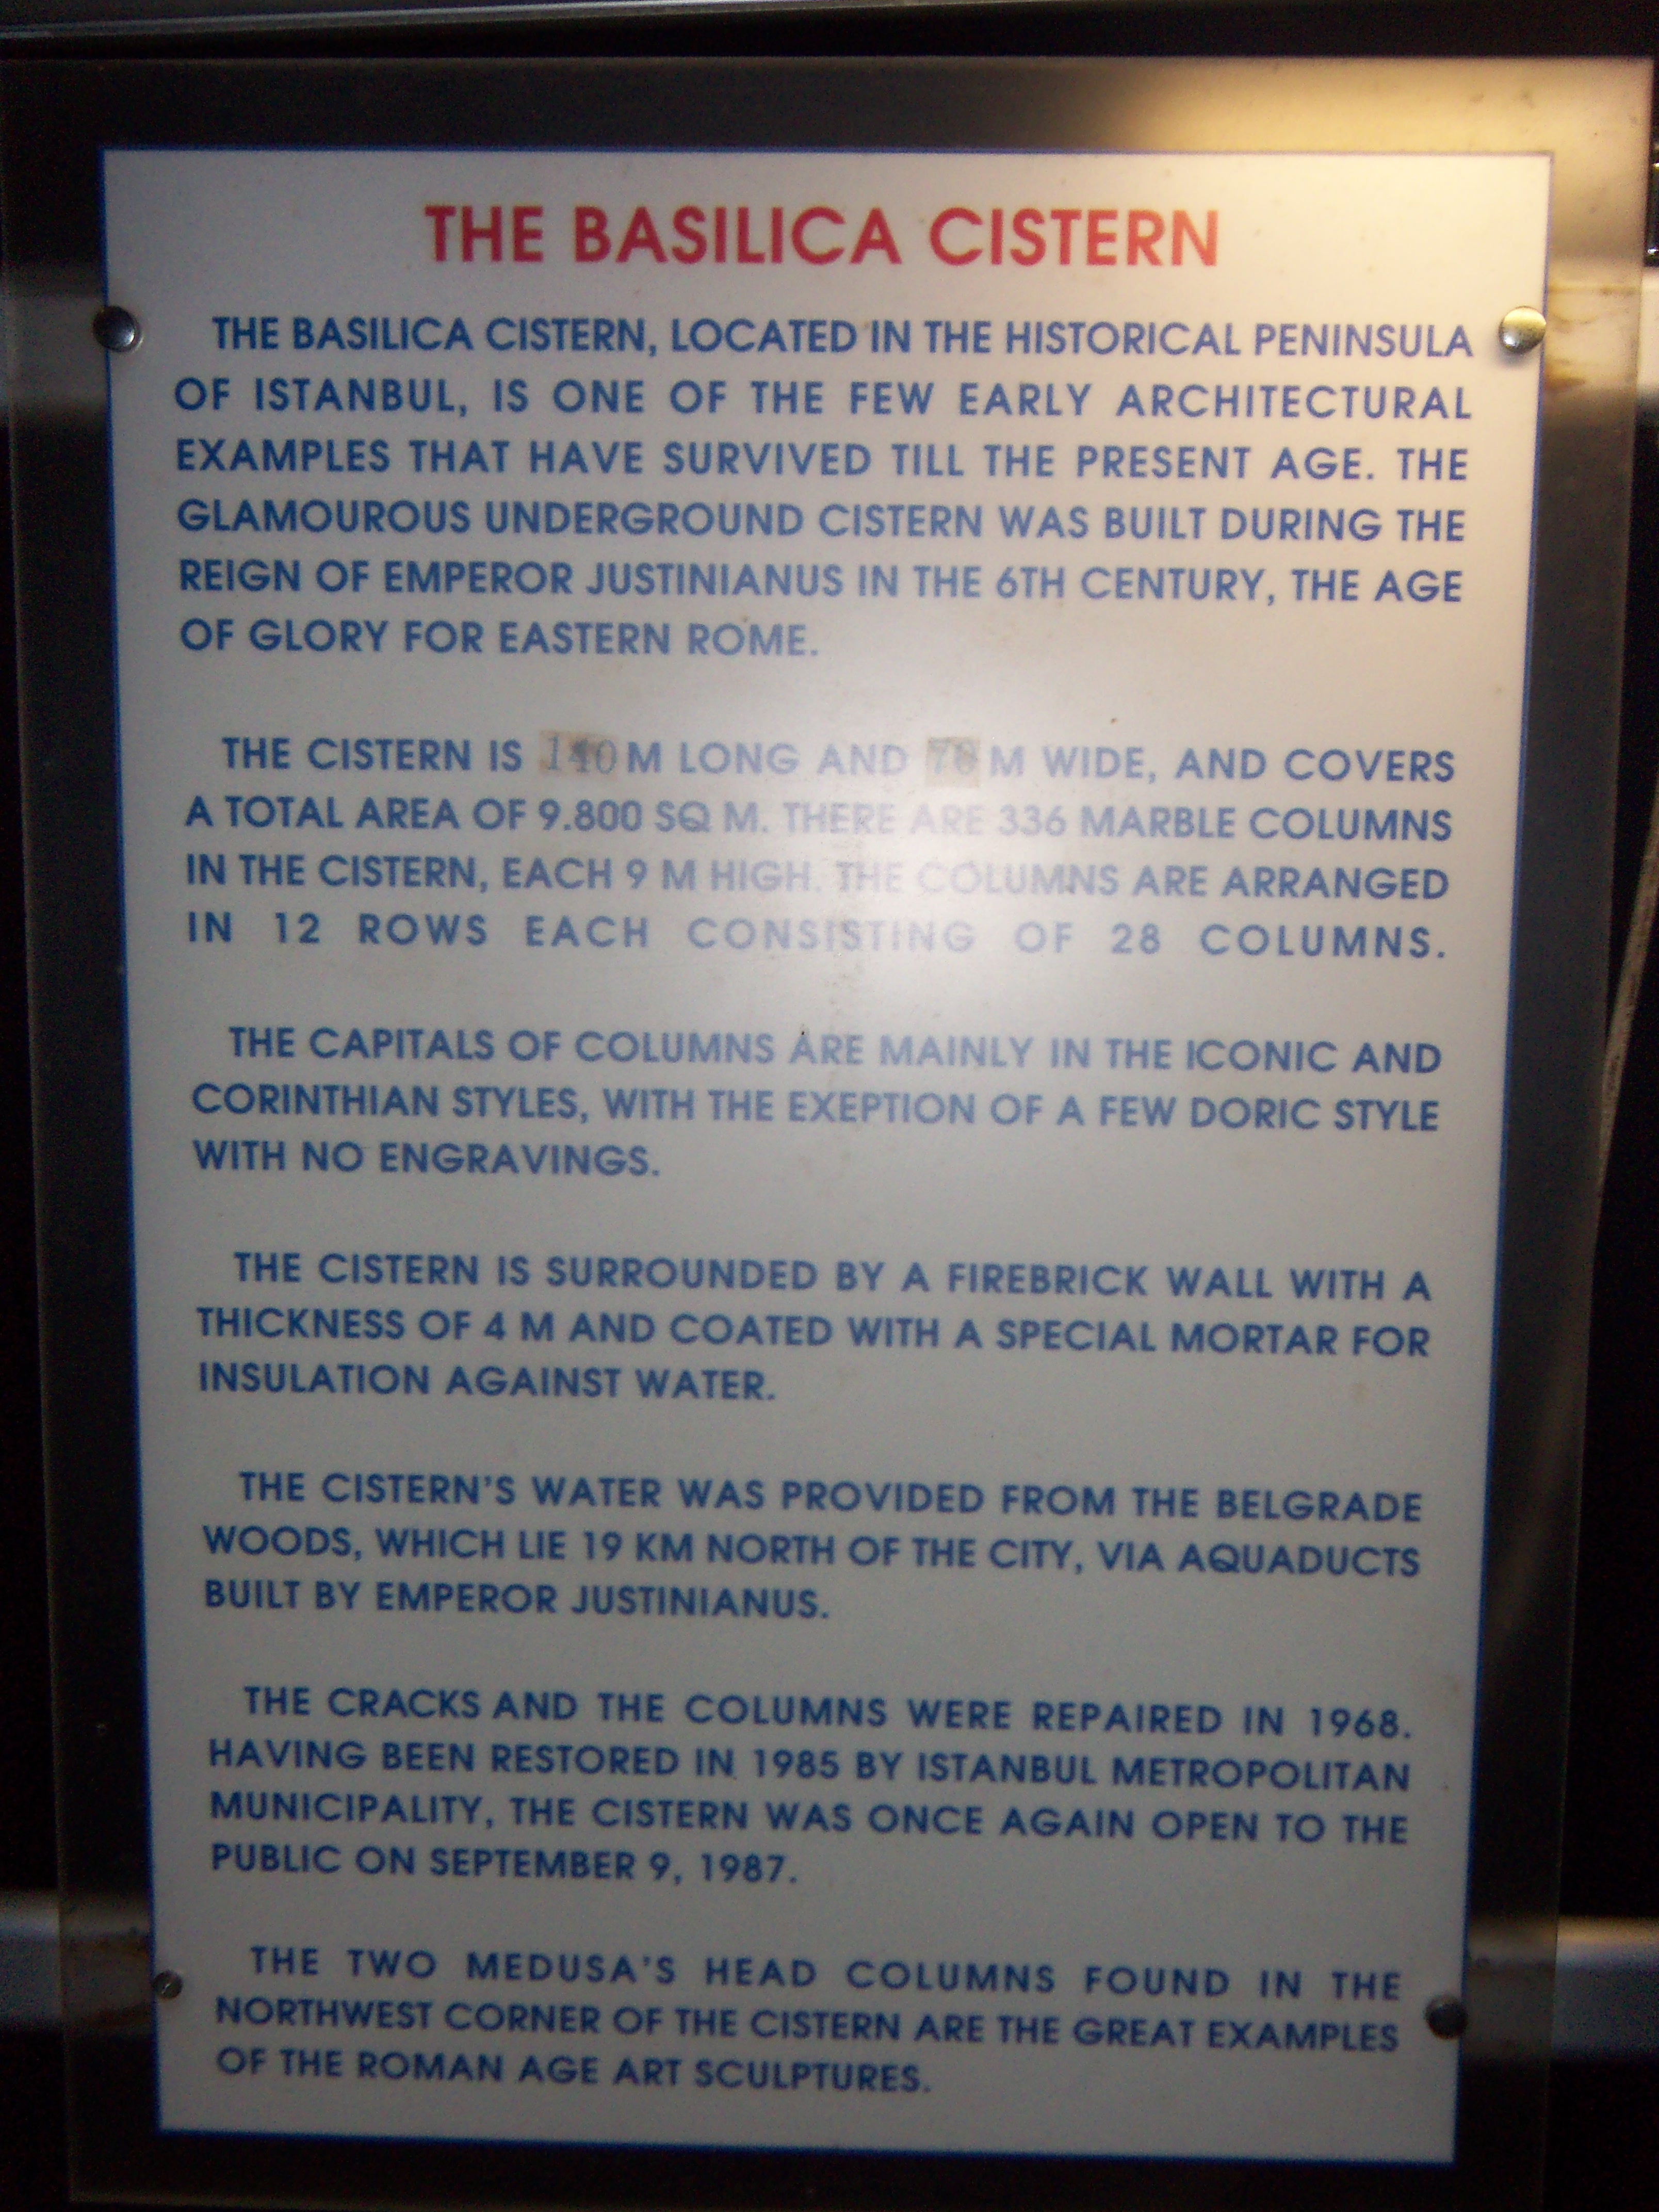 THE BASILICA CISTERN
THE BASILICA CISTERN, LOCATED IN THE HISTORICAL PENINSULA
OF ISTANBUL, IS ONE OF THE FEW EARLY ARCHITECTURAL
EXAMPLES THAT HAVE SURVIVED TILL THE PRESENT AGE. THE
GLAMOUROUS UNDERGROUND CISTERN WAS BUILT DURING THE
REIGN OF EMPEROR JUSTINIANUS IN THE 6TH CENTURY, THE AGE
OF GLORY FOR EASTERN ROME.
THE CISTERN IS 140 M LONG AND 70 M WIDE, AND COVERS
A TOTAL AREA OF 9.800 SQ M. THERE ARE 336 MARBLE COLUMNS
IN THE CISTERN, EACH 9 M HIGH. THE COLUMNS ARE ARRANGED
IN 12 ROWS EACH CONSISTING OF 28 COLUMNS.
THE CAPITALS OF COLUMNS ARE MAINLY IN THE ICONIC AND
CORINTHIAN STYLES, WITH THE EXEPTION OF A FEW DORIC STYLE
WITH NO ENGRAVINGS.
THE CISTERN IS SURROUNDED BY A FIREBRICK WALL WITH A
THICKNESS OF 4 M AND COATED WITH A SPECIAL MORTAR FOR
INSULATION AGAINST WATER.
THE CISTERN'S WATER WAS PROVIDED FROM THE BELGRADE
WOODS, WHICH LIE 19 KM NORTH OF THE CITY, VIA AQUADUCTS
BUILT BY EMPEROR JUSTINIANUS.
THE CRACKS AND THE COLUMNS WERE REPAIRED IN 1968.
HAVING BEEN RESTORED IN 1985 BY ISTANBUL METROPOLITAN
MUNICIPALITY, THE CISTERN WAS ONCE AGAIN OPEN TO THE
PUBLIC ON SEPTEMBER 9, 1987.
THE TWO MEDUSA'S HEAD COLUMNS FOUND IN THE
NORTHWEST CORNER OF THE CISTERN ARE THE GREAT EXAMPLES
OF THE ROMAN AGE ART SCULPTURES.